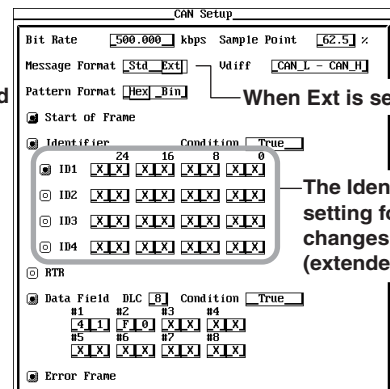 CAN Setup
Bit Rate 500.000 kbps Sample Point 62.5 %
Message Format Std Ext Vdiff CAN_L - CAN_H
Pattern Format Hex Bin
When Ext is se
Start of Frame
Identifier Condition True
24 16 8 0
ID1 X X X X X X X X
ID2 X X X X X X X X
ID3 X X X X X X X X
ID4 X X X X X X X X
The Iden
setting fo
changes
(extende
RTR
Data Field DLC 8 Condition True
#1 #2 #3 #4
4 1 F 0 X X X X
#5 #6 #7 #8
X X X X X X X X
Error Frame